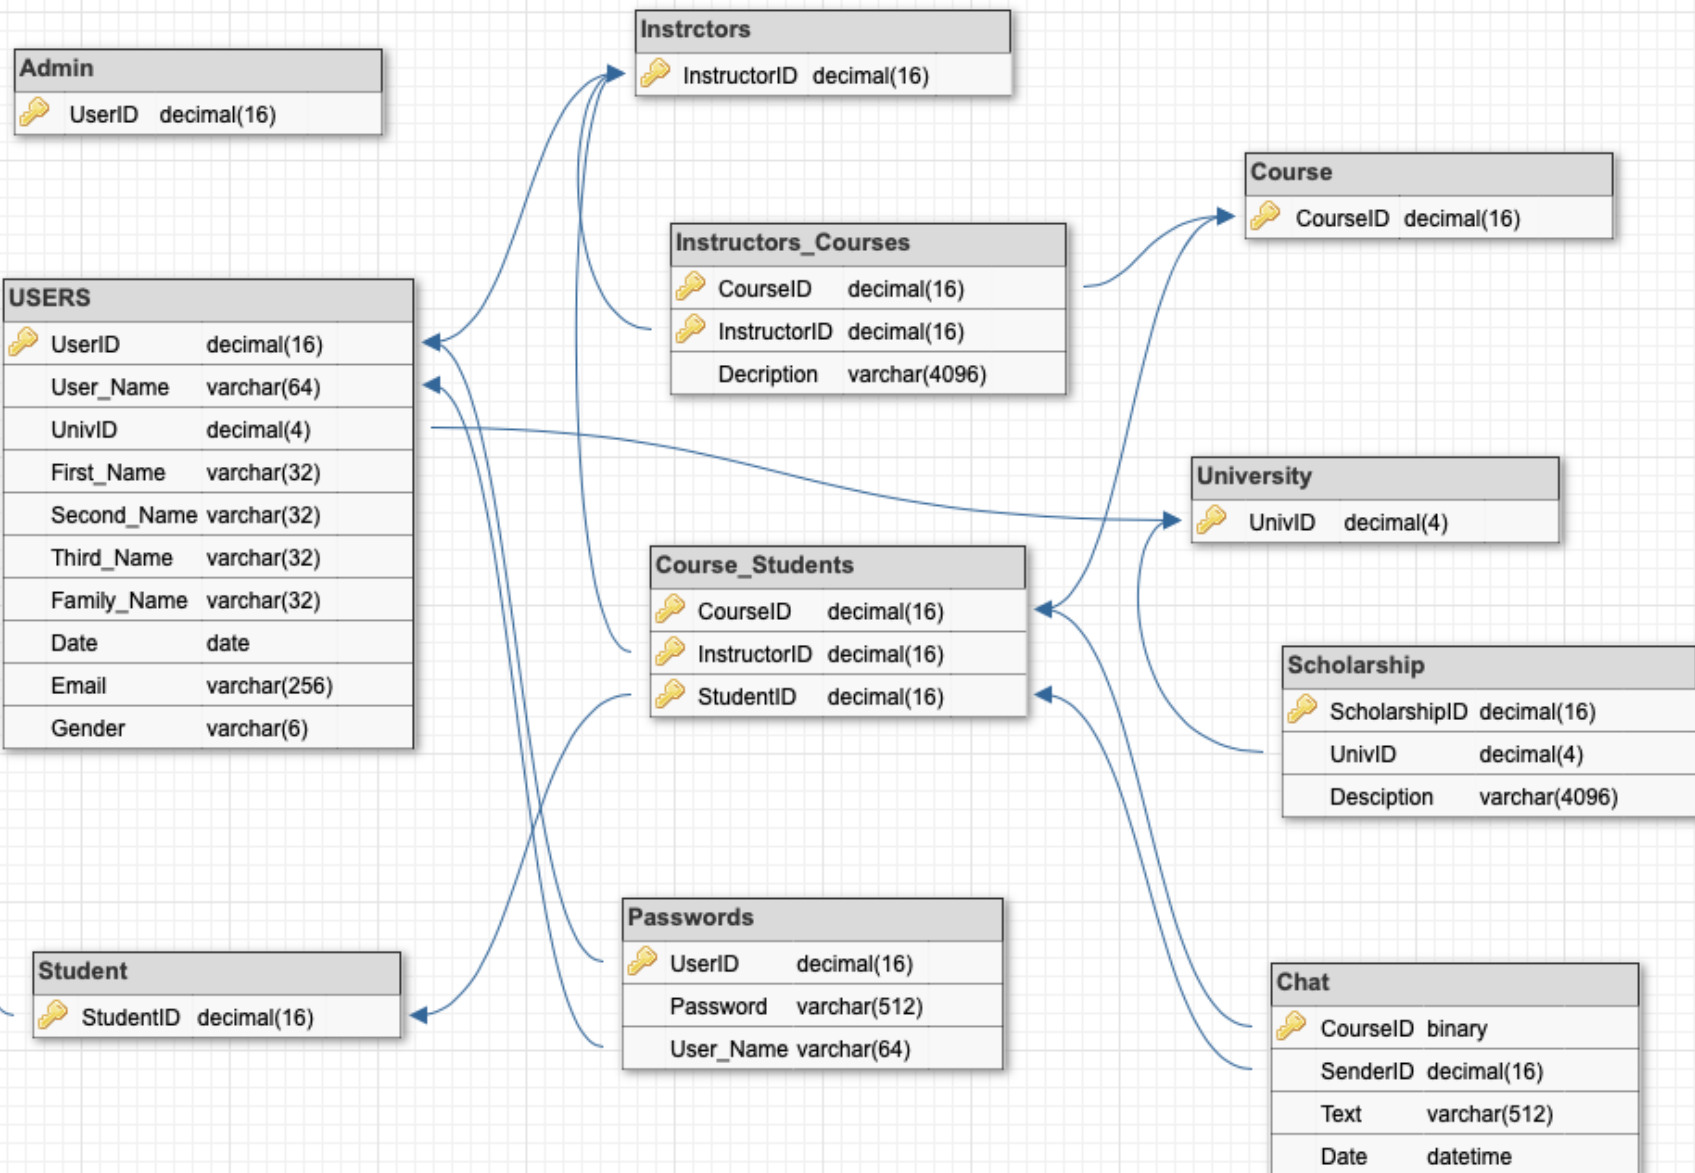 Instrctors
InstructorID decimal(16)
Admin
UserID decimal(16)
Course
CourseID decimal(16)
Instructors_Courses
CourseID decimal(16)
InstructorID decimal(16)
Decription varchar(4096)
USERS
UserID decimal(16)
User_Name varchar(64)
UnivID decimal(4)
First_Name varchar(32)
Second_Name varchar(32)
Third_Name varchar(32)
Family_Name varchar(32)
Date date
Email varchar(256)
Gender varchar(6)
University
UnivID decimal(4)
Course_Students
CourseID decimal(16)
InstructorID decimal(16)
StudentID decimal(16)
Scholarship
ScholarshipID decimal(16)
UnivID decimal(4)
Desciption varchar(4096)
Passwords
UserID decimal(16)
Password varchar(512)
User_Name varchar(64)
Student
StudentID decimal(16)
Chat
CourseID binary
SenderID decimal(16)
Text varchar(512)
Date datetime